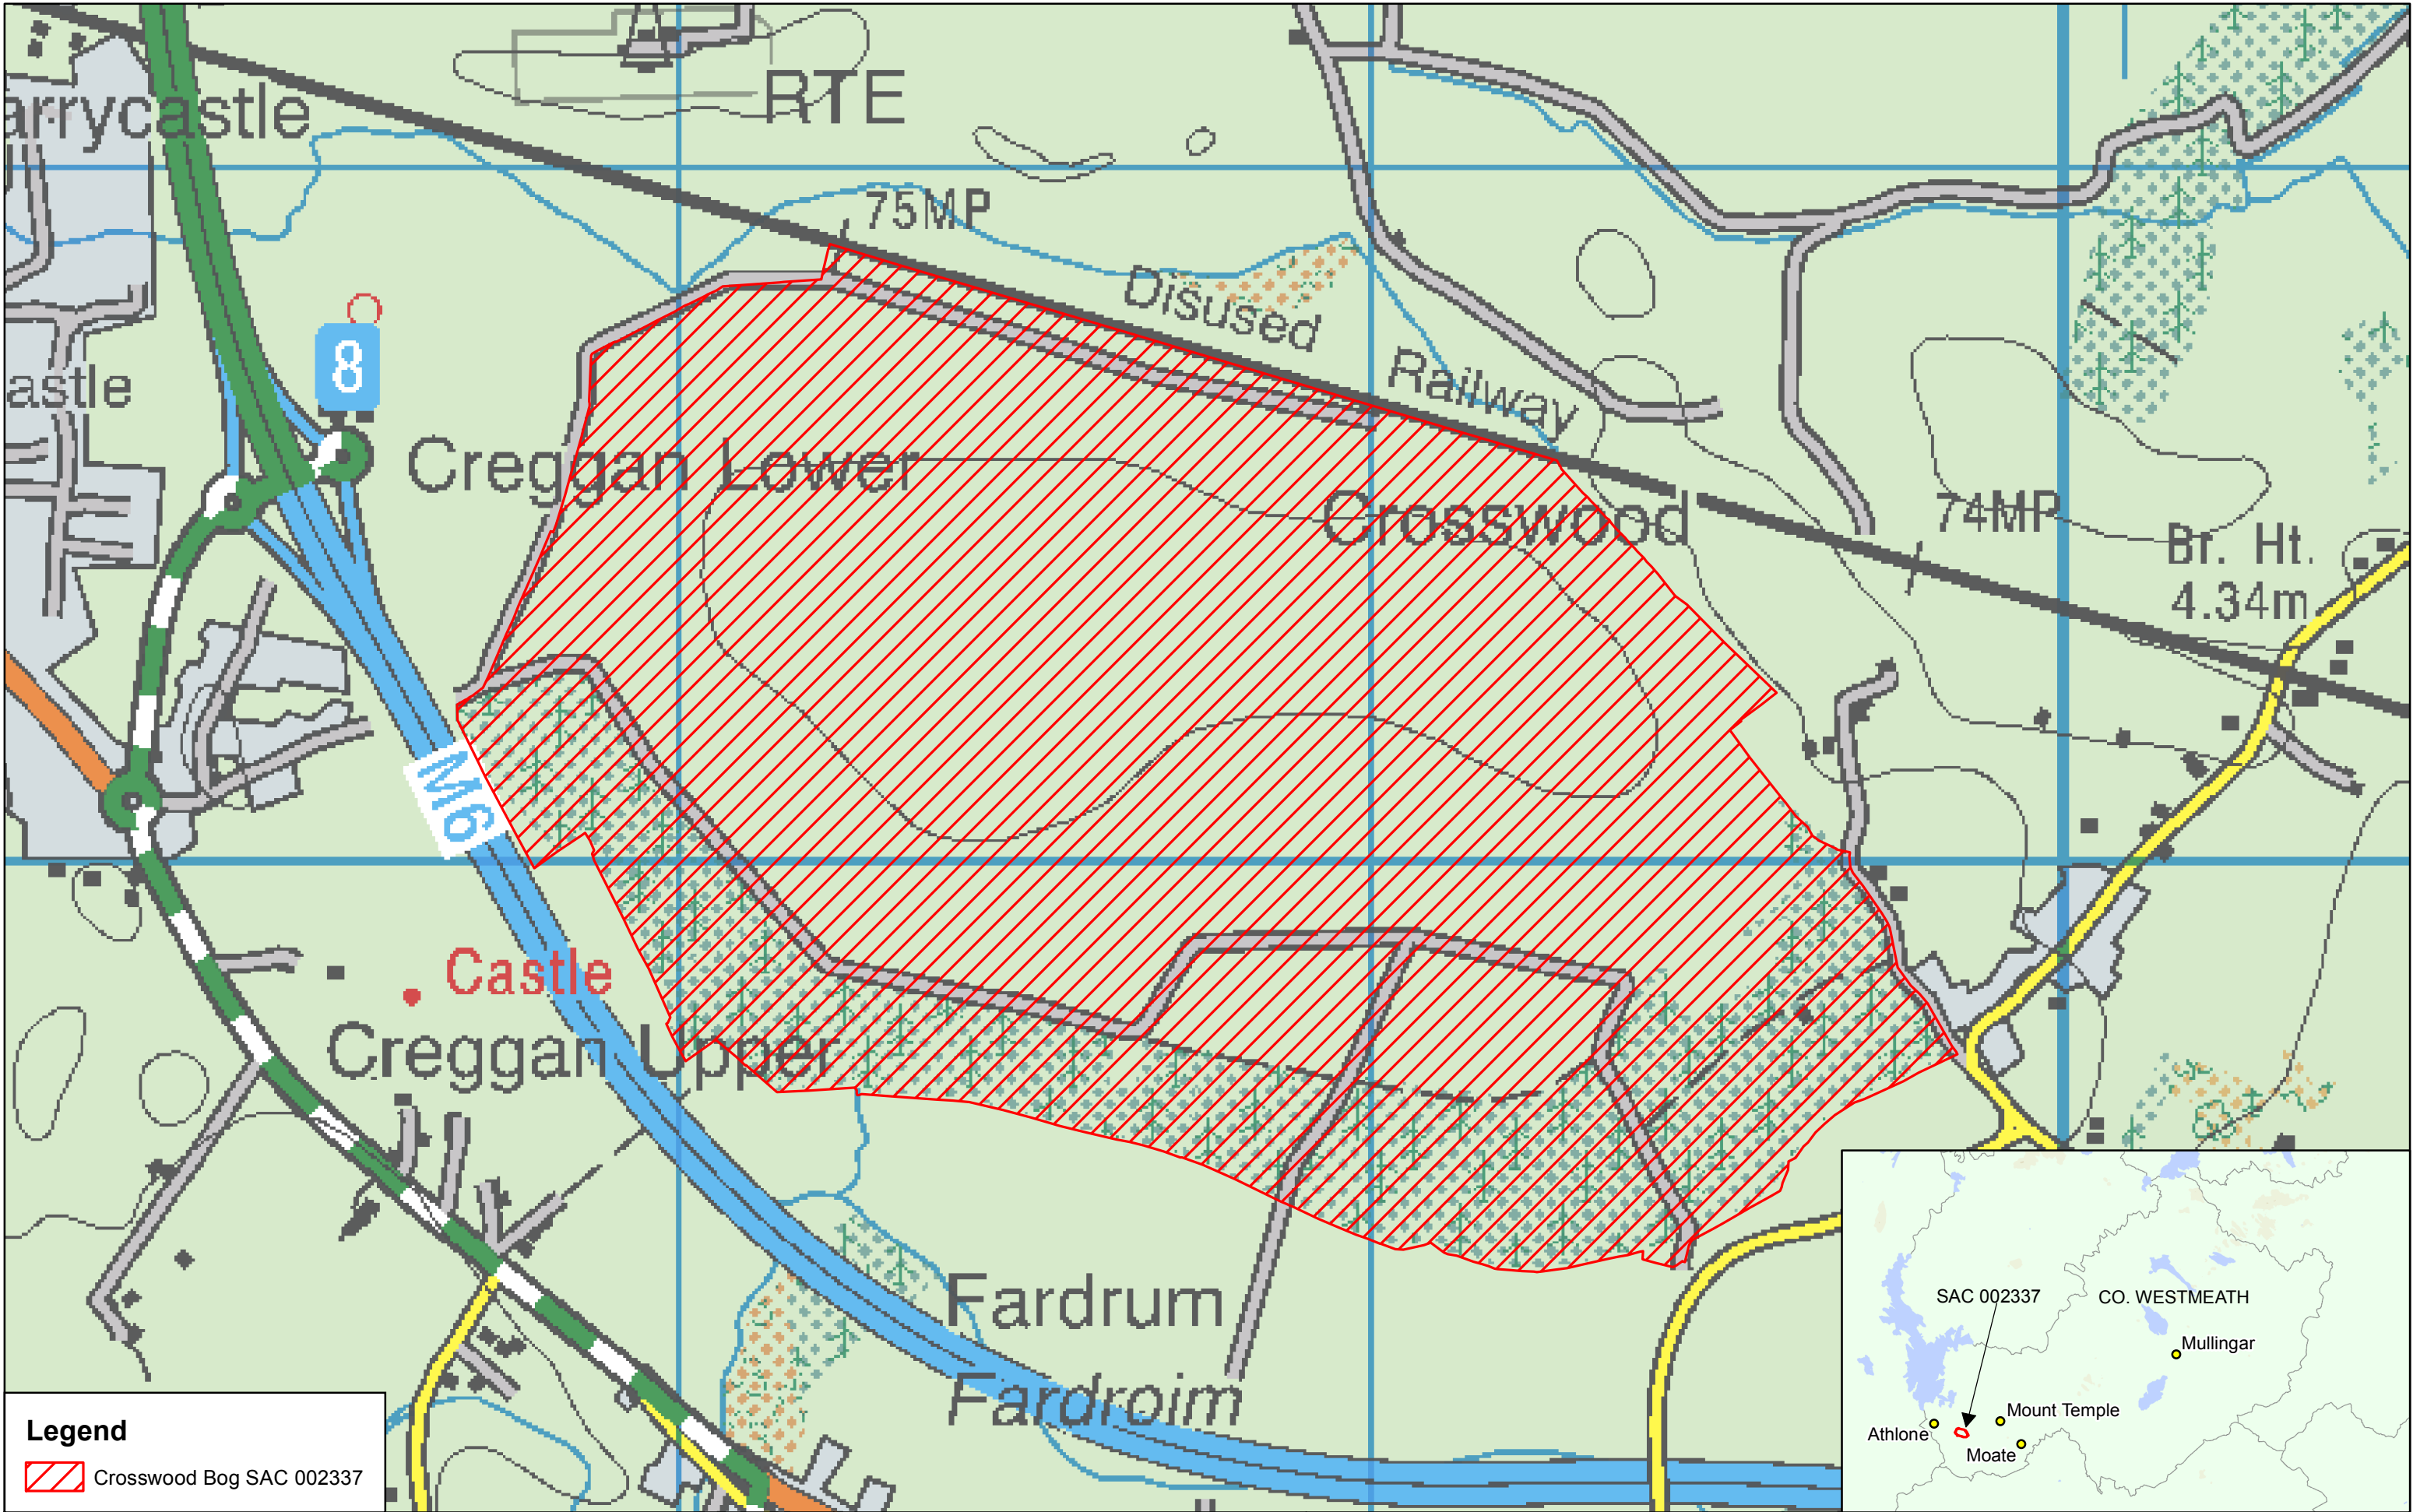 RTE
arrycastle
75MP
Disused
Railway
8
astle
Creggan Lower
Crosswood
74MP
Br. Ht.
4.34m
M6
Castle
Creggan Upper
Fardrum
Fardroim
SAC 002337
CO. WESTMEATH
Mullingar
Mount Temple
Athlone
Moate
Legend
Crosswood Bog SAC 002337